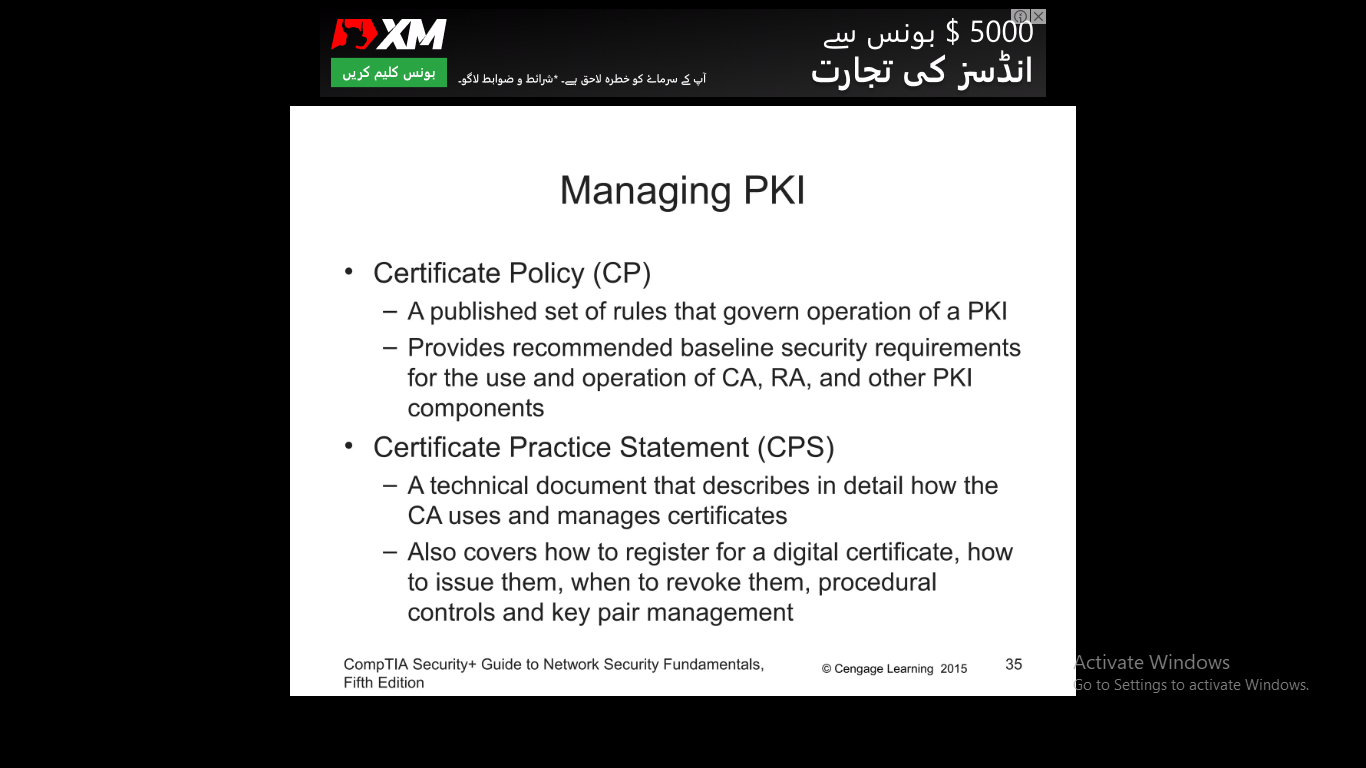 XM
$ 5000 بونس سے
انڈسز کی تجارت
بونس کلیم کریں
آپ کے سرمائے کو خطرہ لاحق ہے۔ *شرائط و ضوابط لاگو۔
Managing PKI
• Certificate Policy (CP)
– A published set of rules that govern operation of a PKI
– Provides recommended baseline security requirements
for the use and operation of CA, RA, and other PKI
components
• Certificate Practice Statement (CPS)
– A technical document that describes in detail how the
CA uses and manages certificates
– Also covers how to register for a digital certificate, how
to issue them, when to revoke them, procedural
controls and key pair management
CompTIA Security+ Guide to Network Security Fundamentals,
Fifth Edition
© Cengage Learning 2015
35
Activate Windows
Go to Settings to activate Windows.